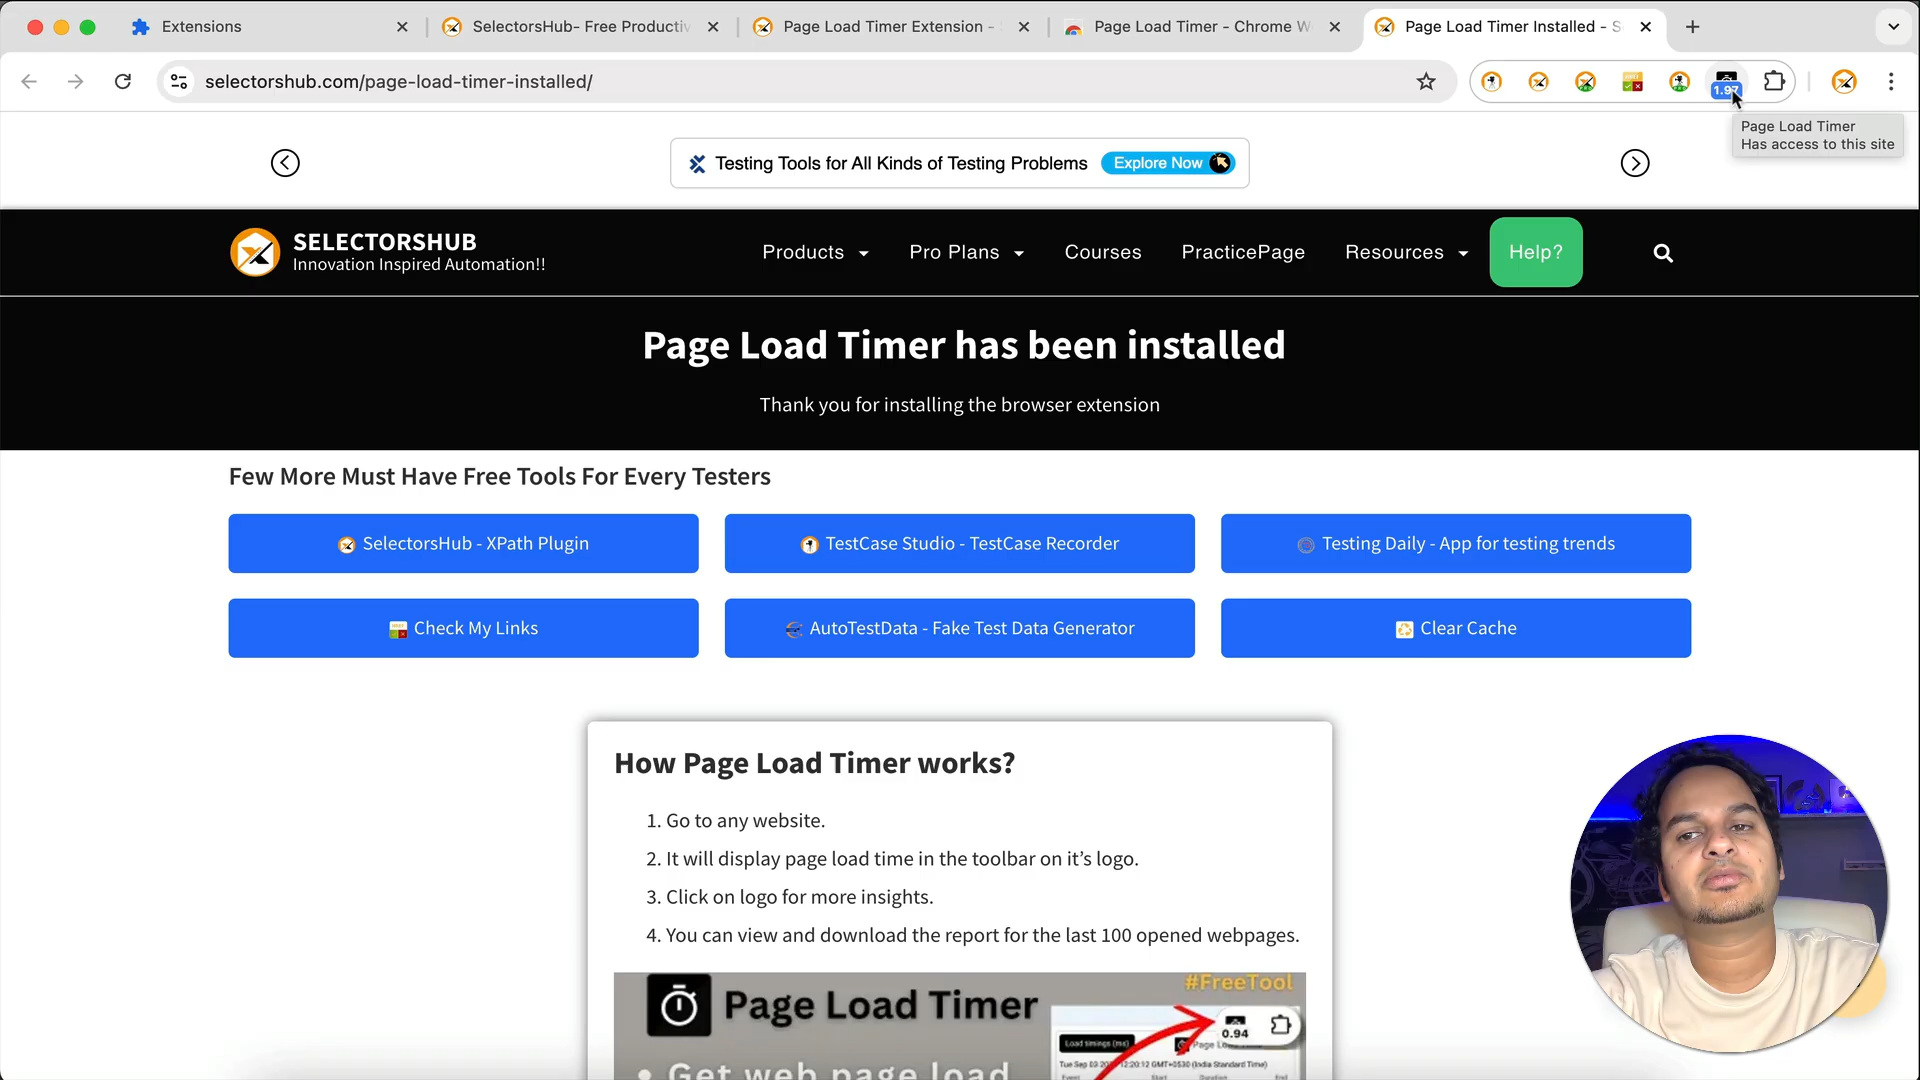 Extensions
SelectorsHub- Free Productiv
Page Load Timer Extension -
Page Load Timer - Chrome W
Page Load Timer Installed - S
selectorshub.com/page-load-timer-installed/
1.97
Page Load Timer
Has access to this site
Testing Tools for All Kinds of Testing Problems Explore Now
SELECTORSHUB
Innovation Inspired Automation!!
Products
Pro Plans
Courses
PracticePage
Resources
Help?
Page Load Timer has been installed
Thank you for installing the browser extension
Few More Must Have Free Tools For Every Testers
SelectorsHub - XPath Plugin
TestCase Studio - TestCase Recorder
Testing Daily - App for testing trends
Check My Links
AutoTestData - Fake Test Data Generator
Clear Cache
How Page Load Timer works?
1. Go to any website.
2. It will display page load time in the toolbar on it's logo.
3. Click on logo for more insights.
4. You can view and download the report for the last 100 opened webpages.
#FreeTool
Page Load Timer
0.94
Load timings (ms)
Page Lo
• Get web page load